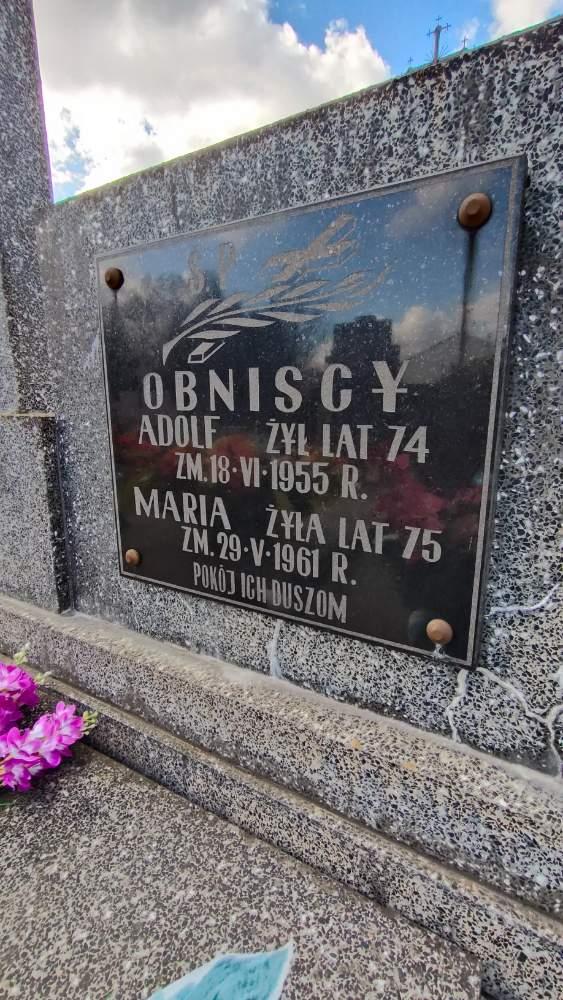 Ś P
OBNISCY
ADOLF ŻYŁ LAT 74
ZM. 18·VI·1955 R.
MARIA ŻYŁA LAT 75
ZM. 29·V·1961 R.
POKÓJ ICH DUSZOM